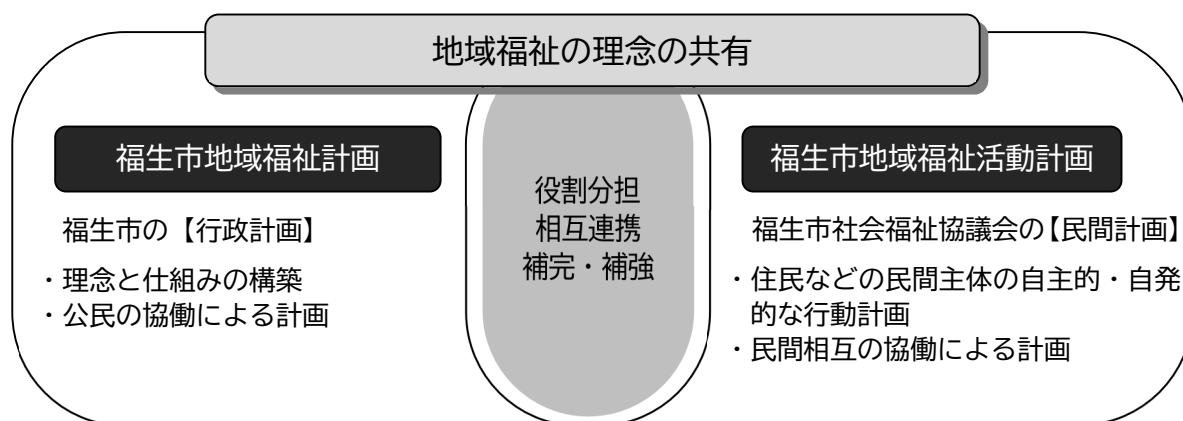 地域福祉の理念の共有
福生市地域福祉計画
福生市の【行政計画】
・理念と仕組みの構築
・公民の協働による計画
役割分担
相互連携
補完・補強
福生市地域福祉活動計画
福生市社会福祉協議会の【民間計画】
・住民などの民間主体の自主的・自発
的な行動計画
・民間相互の協働による計画